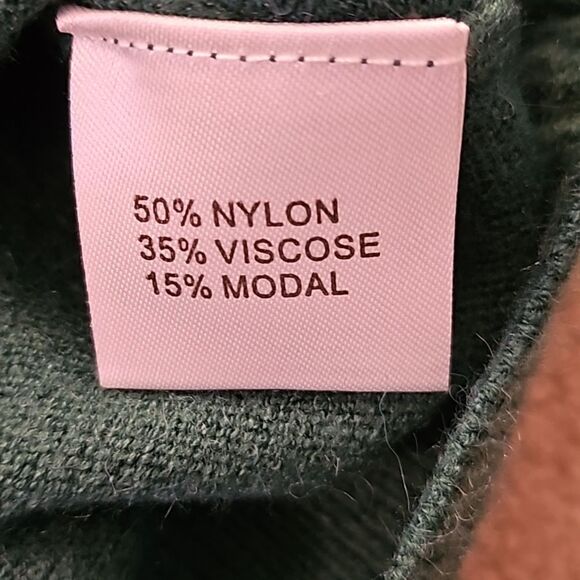 50% NYLON
35% VISCOSE
15% MODAL